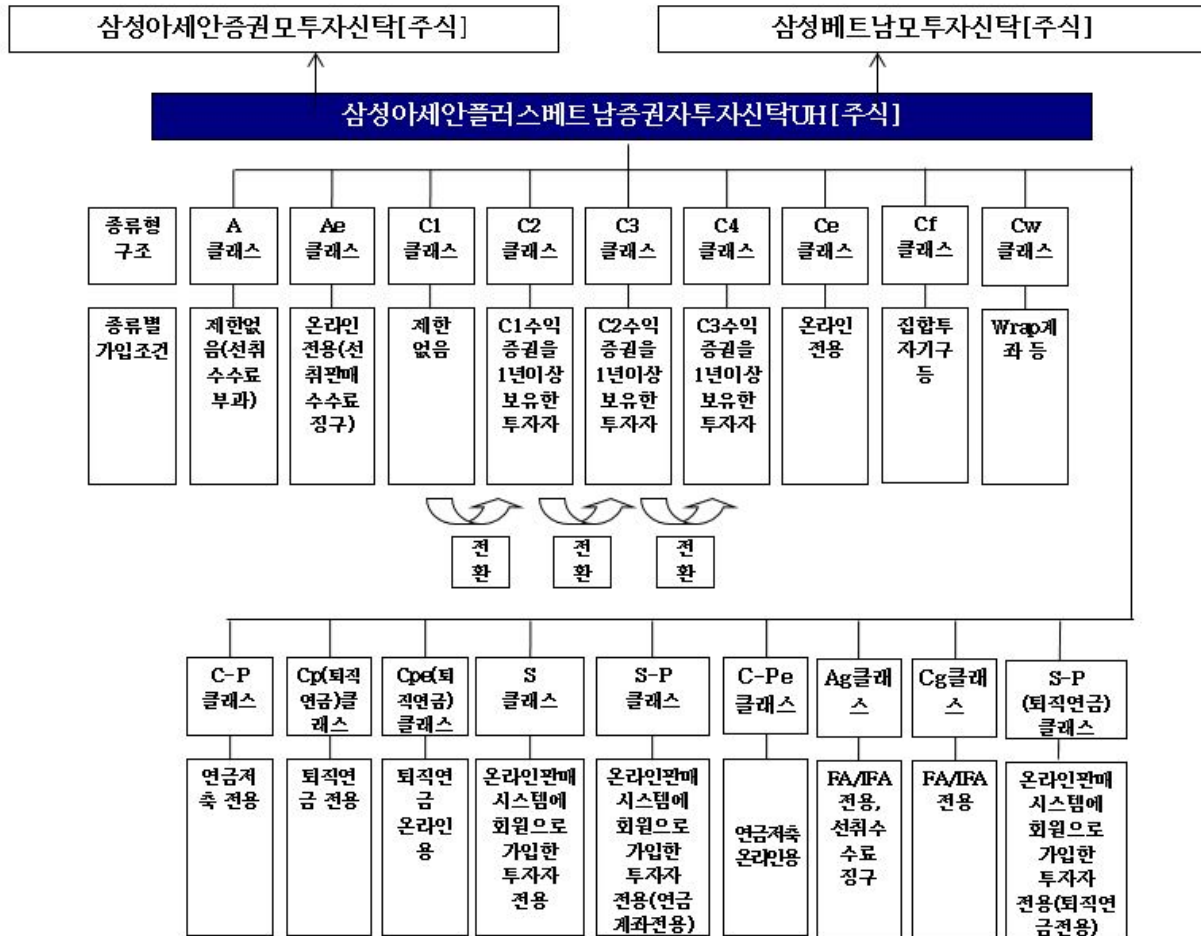 삼성아세안증권모투자신탁[주식]
삼성베트남모투자신탁[주식]
삼성아세안플러스베트남증권자투자신탁UH[주식]
종류형
구조
A
클래스
Ae
클래스
C1
클래스
C2
클래스
C3
클래스
C4
클래스
Ce
클래스
Cf
클래스
Cw
클래스
종류별
가입조건
제한없
음(선취
수수료
부과)
온라인
전용(선
취판매
수수료
징구)
제한
없음
C1수익
증권을
1년이상
보유한
투자자
C2수익
증권을
1년이상
보유한
투자자
C3수익
증권을
1년이상
보유한
투자자
온라인
전용
집합투
자기구
등
Wrap계
좌 등
전
환
전
환
전
환
C-P
클래스
Cp(퇴직
연금)클
래스
Cpe(퇴
직연금)
클래스
S
클래스
S-P
클래스
C-Pe
클래스
Ag클래
스
Cg클래
스
S-P
(퇴직연금)
클래스
연금저
축 전용
퇴직연
금 전용
퇴직연
금
온라인
용
온라인판매
시스템에
회원으로
가입한
투자자
전용
온라인판매
시스템에
회원으로
가입한
투자자
전용(연금
계좌전용)
연금저축
온라인용
FA/IFA
전용,
선취수
수료
징구
FA/IFA
전용
온라인판매
시스템에
회원으로
가입한
투자자
전용(퇴직연
금전용)